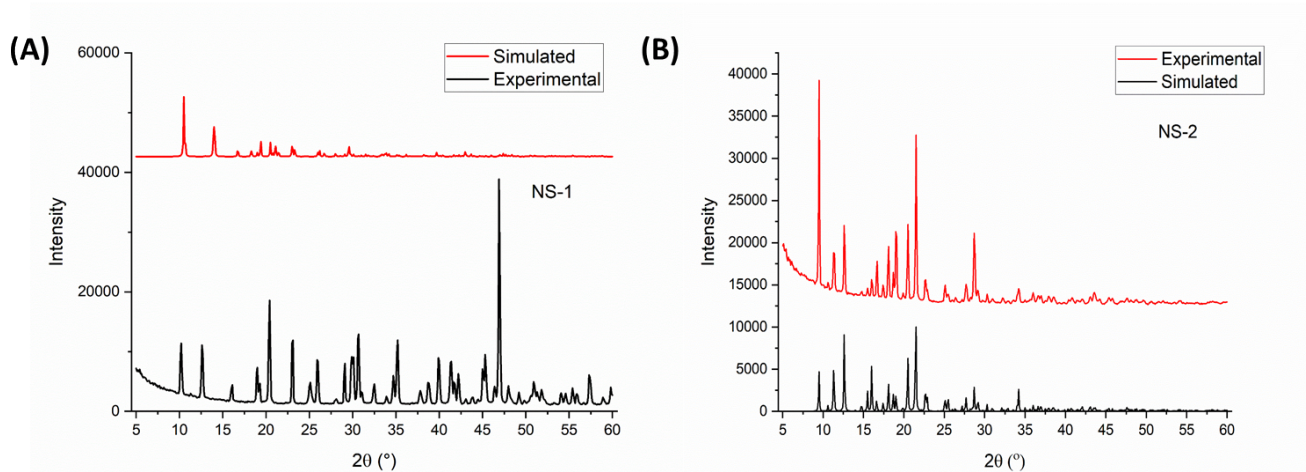 (A)
60000
40000
20000
0
Intensity
Simulated
Experimental
NS-1
5 10 15 20 25 30 35 40 45 50 55 60
2θ (°)
(B)
40000
35000
30000
25000
20000
15000
10000
5000
0
Intensity
Experimental
Simulated
NS-2
5 10 15 20 25 30 35 40 45 50 55 60
2θ (°)